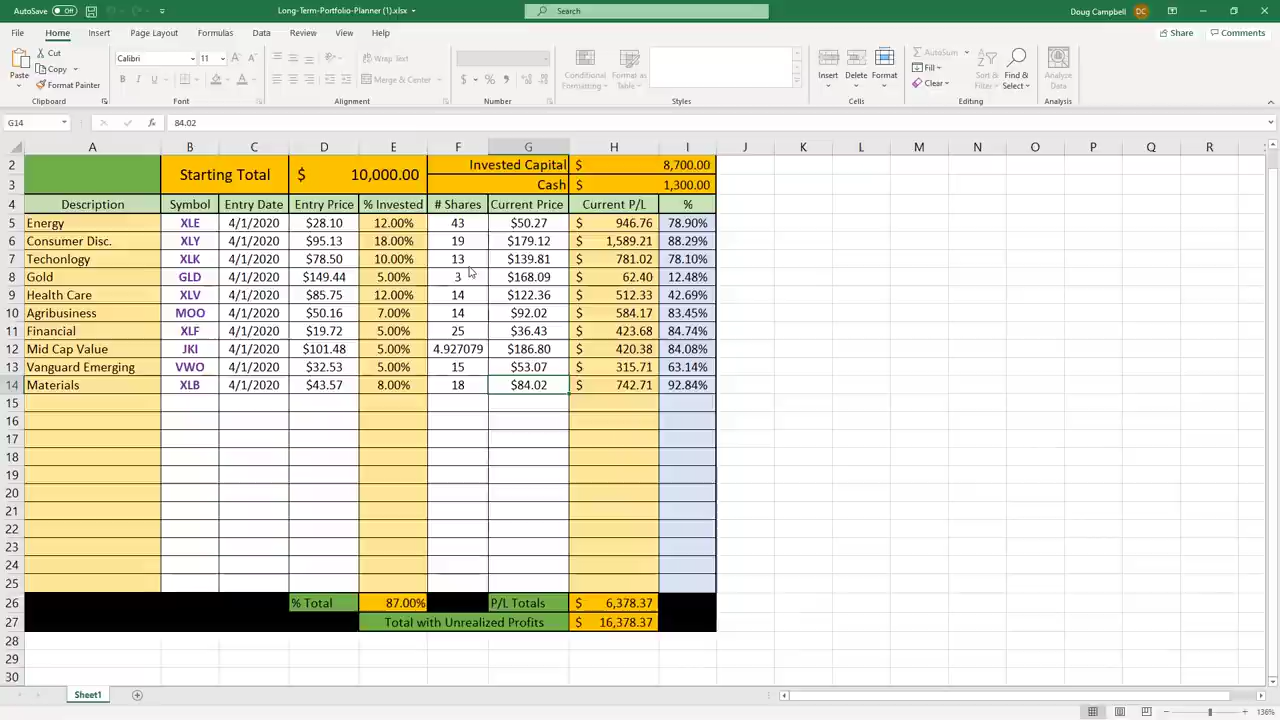 AutoSave Off Long-Term-Portfolio-Planner (1).xlsx Search Doug Campbell DC
File Home Insert Page Layout Formulas Data Review View Help Share Comments
Paste Cut Copy Format Painter Clipboard
Calibri 11 A A B I U A Font
Wrap Text Merge & Center Alignment
$ % Number
Conditional Formatting Format as Table Styles
Insert Delete Format Cells
AutoSum Fill Clear Sort & Filter Find & Select Editing
Analyze Data Analysis
G14 fx 84.02
A B C D E F G H I J K L M N O P Q R
2 Starting Total $ 10,000.00 Invested Capital $ 8,700.00
3 Cash $ 1,300.00
4 Description Symbol Entry Date Entry Price % Invested # Shares Current Price Current P/L %
5 Energy XLE 4/1/2020 $28.10 12.00% 43 $50.27 $ 946.76 78.90%
6 Consumer Disc. XLY 4/1/2020 $95.13 18.00% 19 $179.12 $ 1,589.21 88.29%
7 Techonlogy XLK 4/1/2020 $78.50 10.00% 13 $139.81 $ 781.02 78.10%
8 Gold GLD 4/1/2020 $149.44 5.00% 3 $168.09 $ 62.40 12.48%
9 Health Care XLV 4/1/2020 $85.75 12.00% 14 $122.36 $ 512.33 42.69%
10 Agribusiness MOO 4/1/2020 $50.16 7.00% 14 $92.02 $ 584.17 83.45%
11 Financial XLF 4/1/2020 $19.72 5.00% 25 $36.43 $ 423.68 84.74%
12 Mid Cap Value JKI 4/1/2020 $101.48 5.00% 4.927079 $186.80 $ 420.38 84.08%
13 Vanguard Emerging VWO 4/1/2020 $32.53 5.00% 15 $53.07 $ 315.71 63.14%
14 Materials XLB 4/1/2020 $43.57 8.00% 18 $84.02 $ 742.71 92.84%
15
16
17
18
19
20
21
22
23
24
25
26 % Total 87.00% P/L Totals $ 6,378.37
27 Total with Unrealized Profits $ 16,378.37
28
29
30
Sheet1
136%